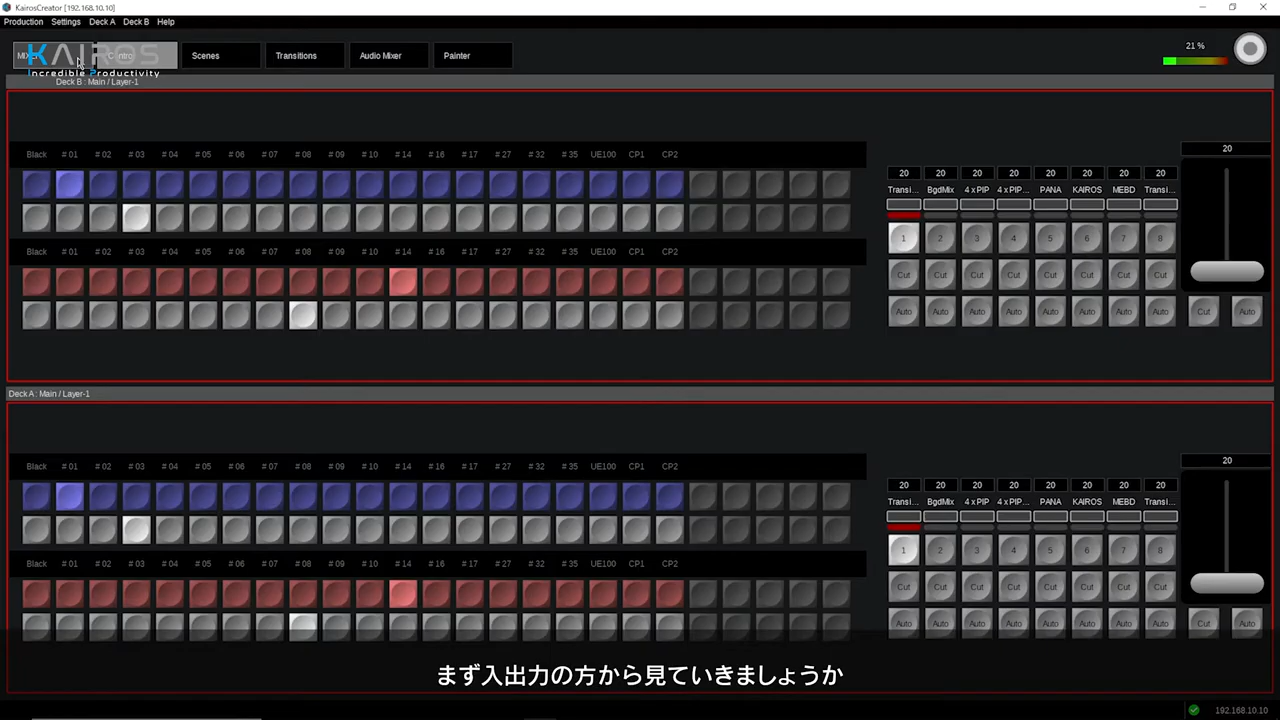 KairosCreator [192.168.10.10]
Production Settings Deck A Deck B Help
KAIROS
Incredible Productivity
Scenes Transitions Audio Mixer Painter
21 %
Deck B : Main / Layer-1
20
Black # 01 # 02 # 03 # 04 # 05 # 06 # 07 # 08 # 09 # 10 # 14 # 16 # 17 # 27 # 32 # 35 UE100 CP1 CP2
20 20 20 20 20 20 20 20
Transi... BgdMix 4 x PIP 4 x PIP... PANA KAIROS MEBD Transi...
1 2 3 4 5 6 7 8
Black # 01 # 02 # 03 # 04 # 05 # 06 # 07 # 08 # 09 # 10 # 14 # 16 # 17 # 27 # 32 # 35 UE100 CP1 CP2
Cut Cut Cut Cut Cut Cut Cut Cut
Auto Auto Auto Auto Auto Auto Auto Auto Cut Auto
Deck A : Main / Layer-1
20
Black # 01 # 02 # 03 # 04 # 05 # 06 # 07 # 08 # 09 # 10 # 14 # 16 # 17 # 27 # 32 # 35 UE100 CP1 CP2
20 20 20 20 20 20 20 20
Transi... BgdMix 4 x PIP 4 x PIP... PANA KAIROS MEBD Transi...
1 2 3 4 5 6 7 8
Black # 01 # 02 # 03 # 04 # 05 # 06 # 07 # 08 # 09 # 10 # 14 # 16 # 17 # 27 # 32 # 35 UE100 CP1 CP2
Cut Cut Cut Cut Cut Cut Cut Cut
Auto Auto Auto Auto Auto Auto Auto Auto Cut Auto
まず入出力の方から見ていきましょうか
192.168.10.10